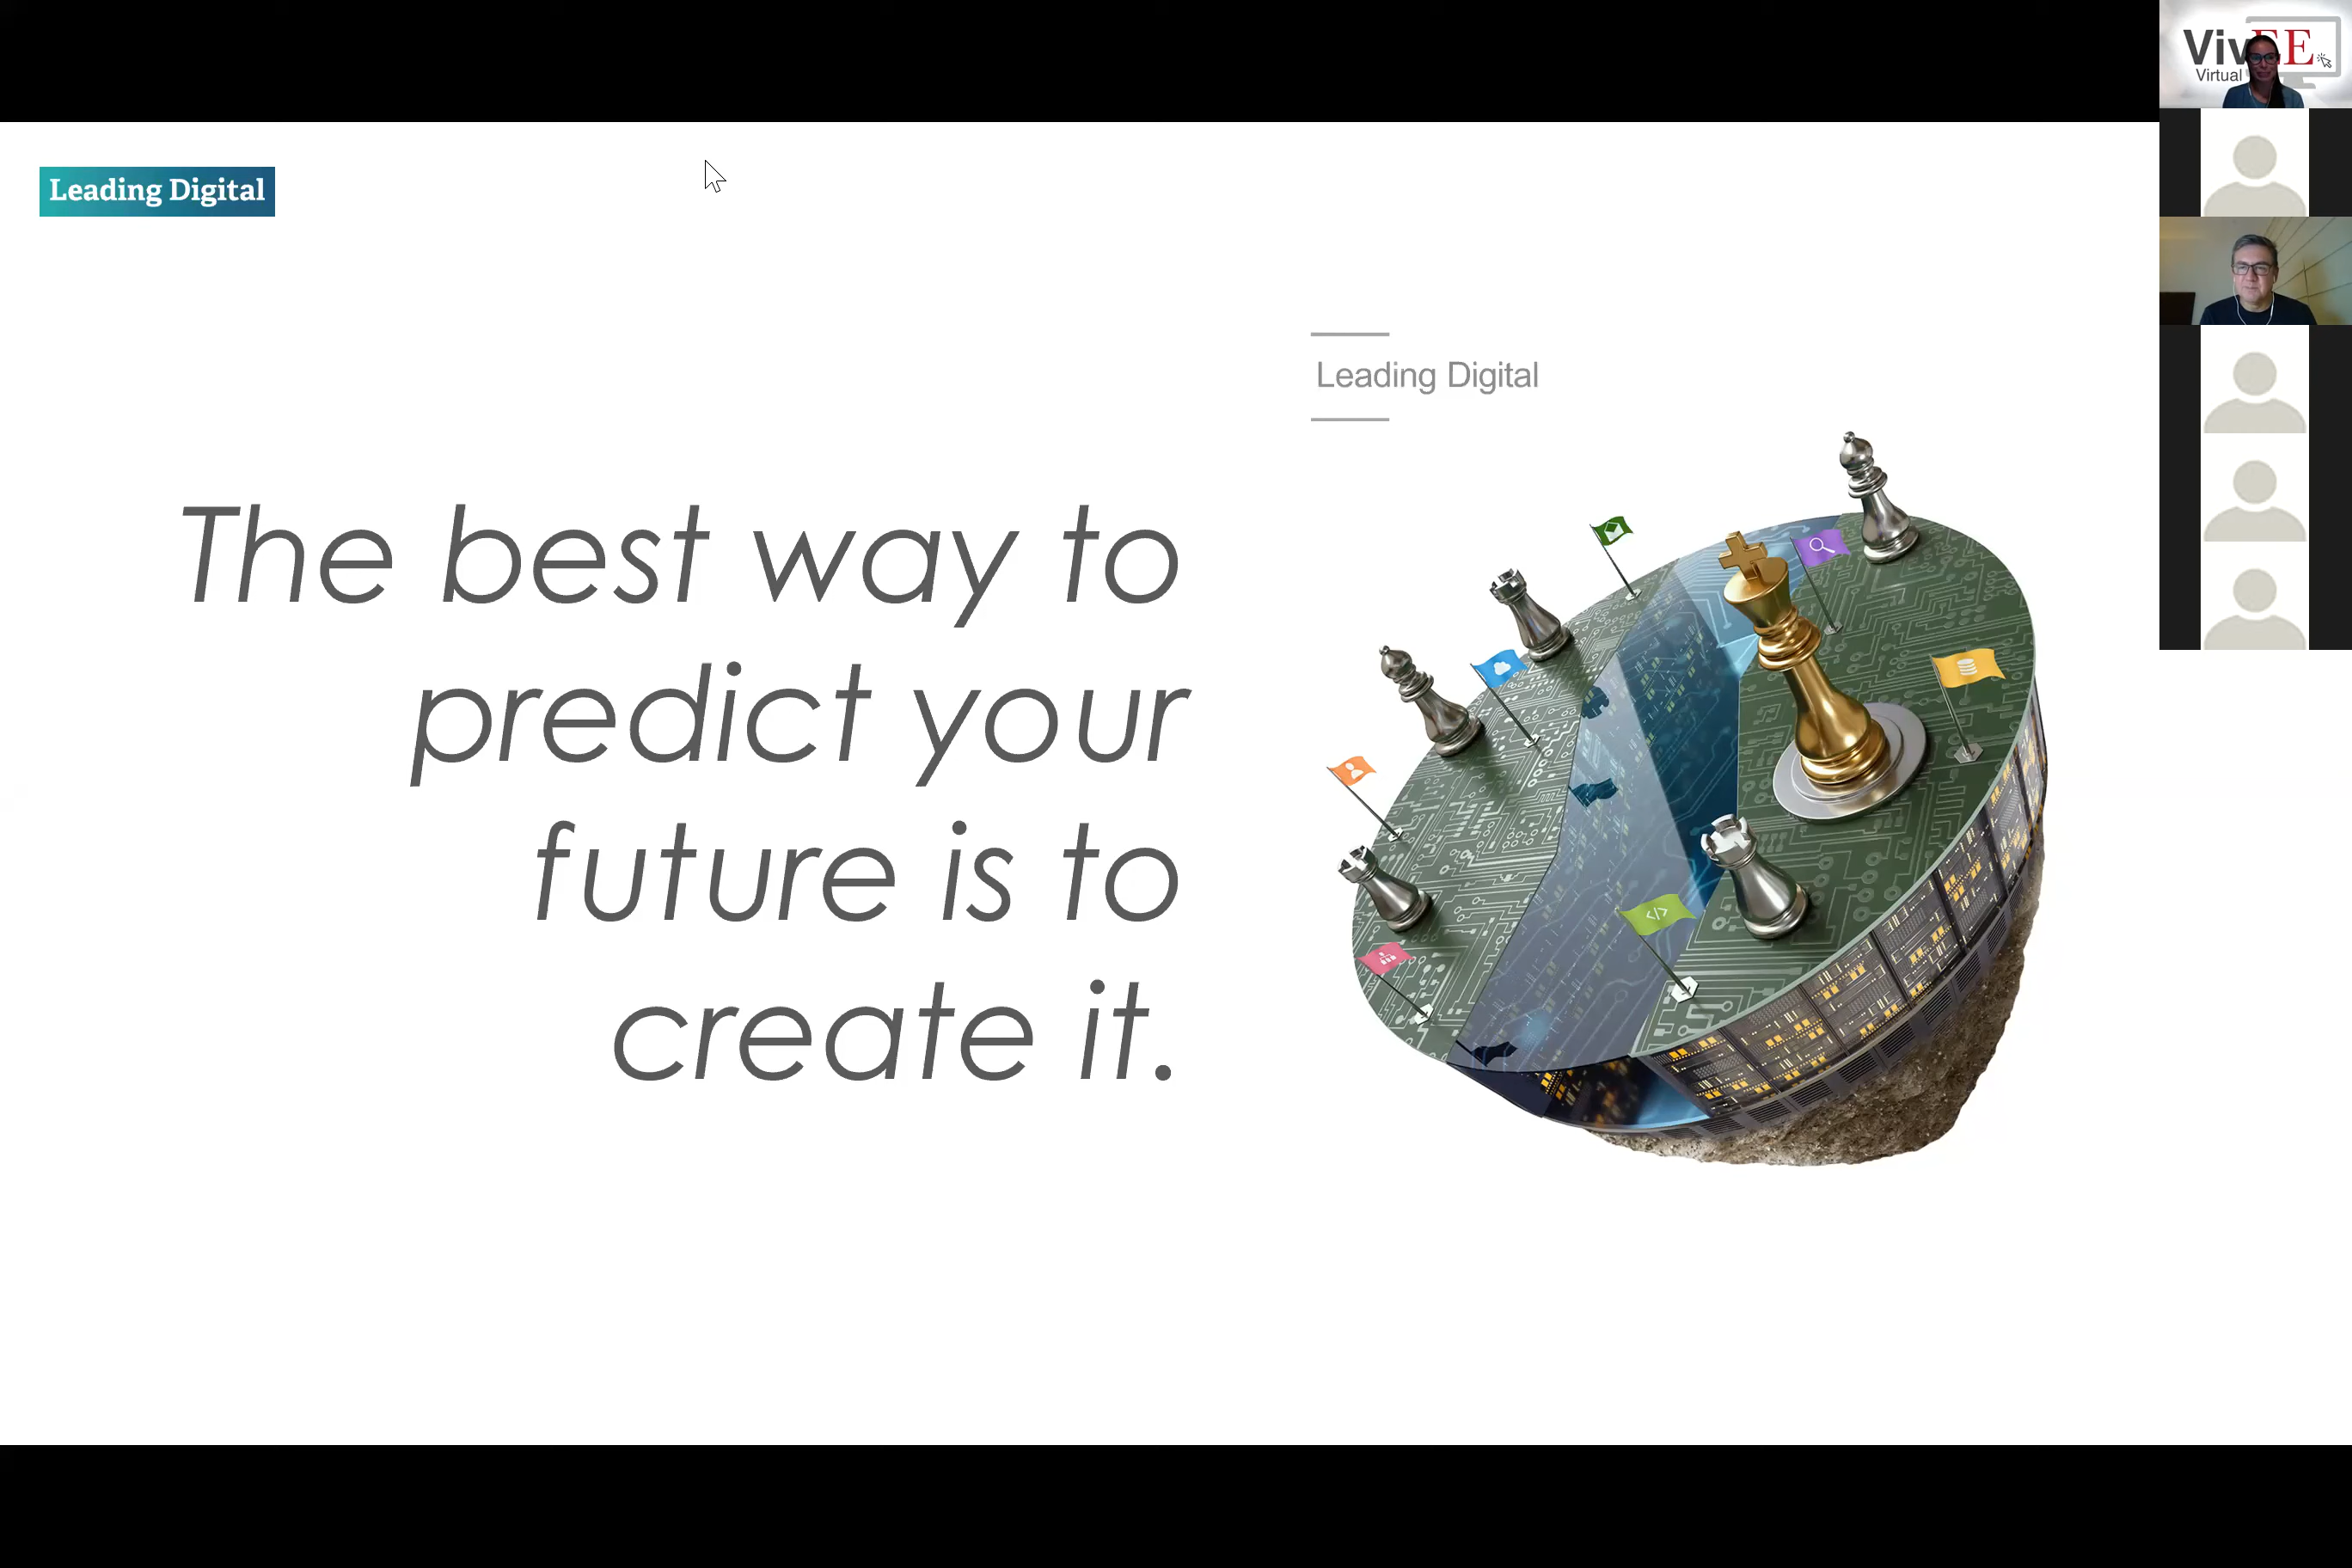 Leading Digital
Leading Digital
The best way to
predict your
future is to
create it.
Virtual